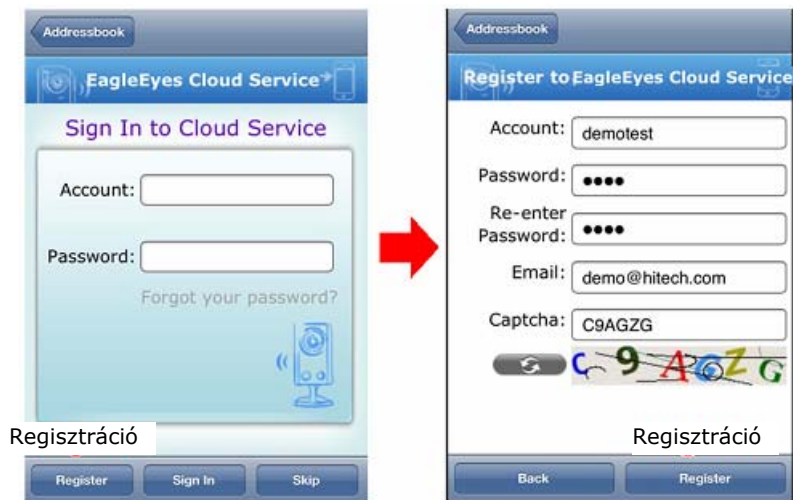 Addressbook
EagleEyes Cloud Service
Sign In to Cloud Service
Account:
Password:
Forgot your password?
Regisztráció
Register
Sign In
Skip
Addressbook
Register to EagleEyes Cloud Service
Account:
demotest
Password:
••••
Re-enter
Password:
••••
Email:
demo@hitech.com
Captcha:
C9AGZG
C9AGZG
Regisztráció
Back
Register